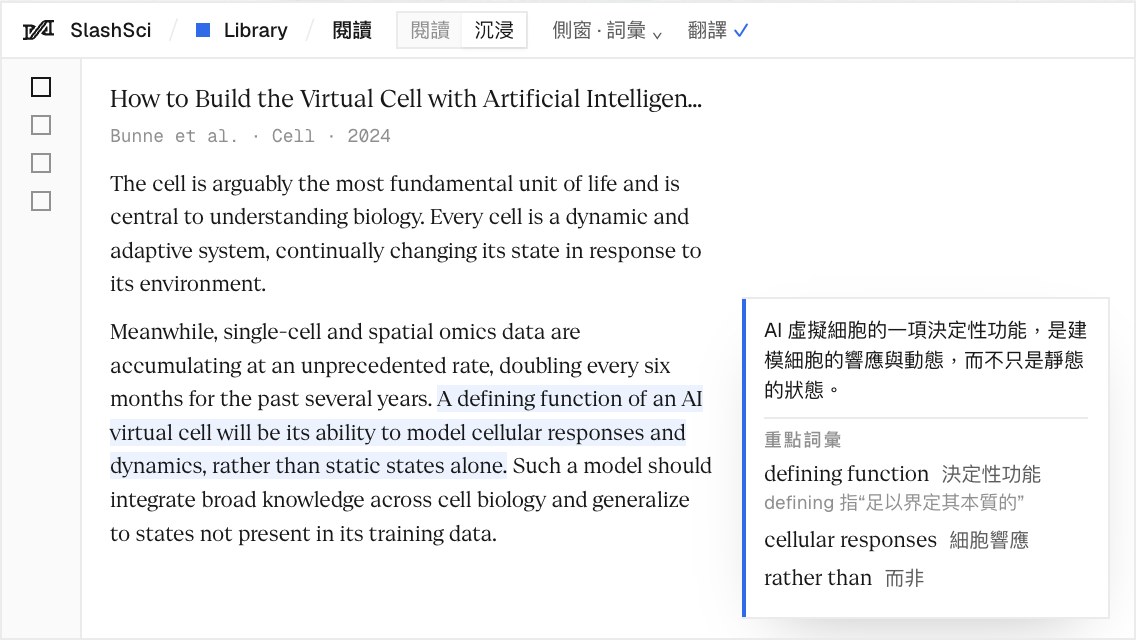 SlashSci / Library / 閱讀 閱讀 沉浸 側窗 · 詞彙 翻譯
How to Build the Virtual Cell with Artificial Intelligen...
Bunne et al. · Cell · 2024
The cell is arguably the most fundamental unit of life and is
central to understanding biology. Every cell is a dynamic and
adaptive system, continually changing its state in response to
its environment.
Meanwhile, single-cell and spatial omics data are
accumulating at an unprecedented rate, doubling every six
months for the past several years. A defining function of an AI
virtual cell will be its ability to model cellular responses and
dynamics, rather than static states alone. Such a model should
integrate broad knowledge across cell biology and generalize
to states not present in its training data.
AI 虛擬細胞的一項決定性功能，是建
模細胞的響應與動態，而不只是靜態
的狀態。
重點詞彙
defining function 決定性功能
defining 指“足以界定其本質的”
cellular responses 細胞響應
rather than 而非